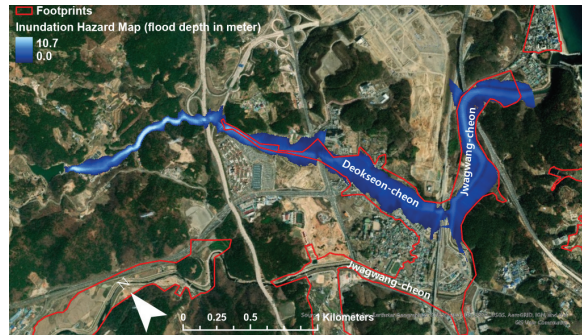 Footprints
Inundation Hazard Map (flood depth in meter)
10.7
0.0
Deokseon-cheon
Jwagwang-cheon
Jwagwang-cheon
0 0.25 0.5 1 Kilometers